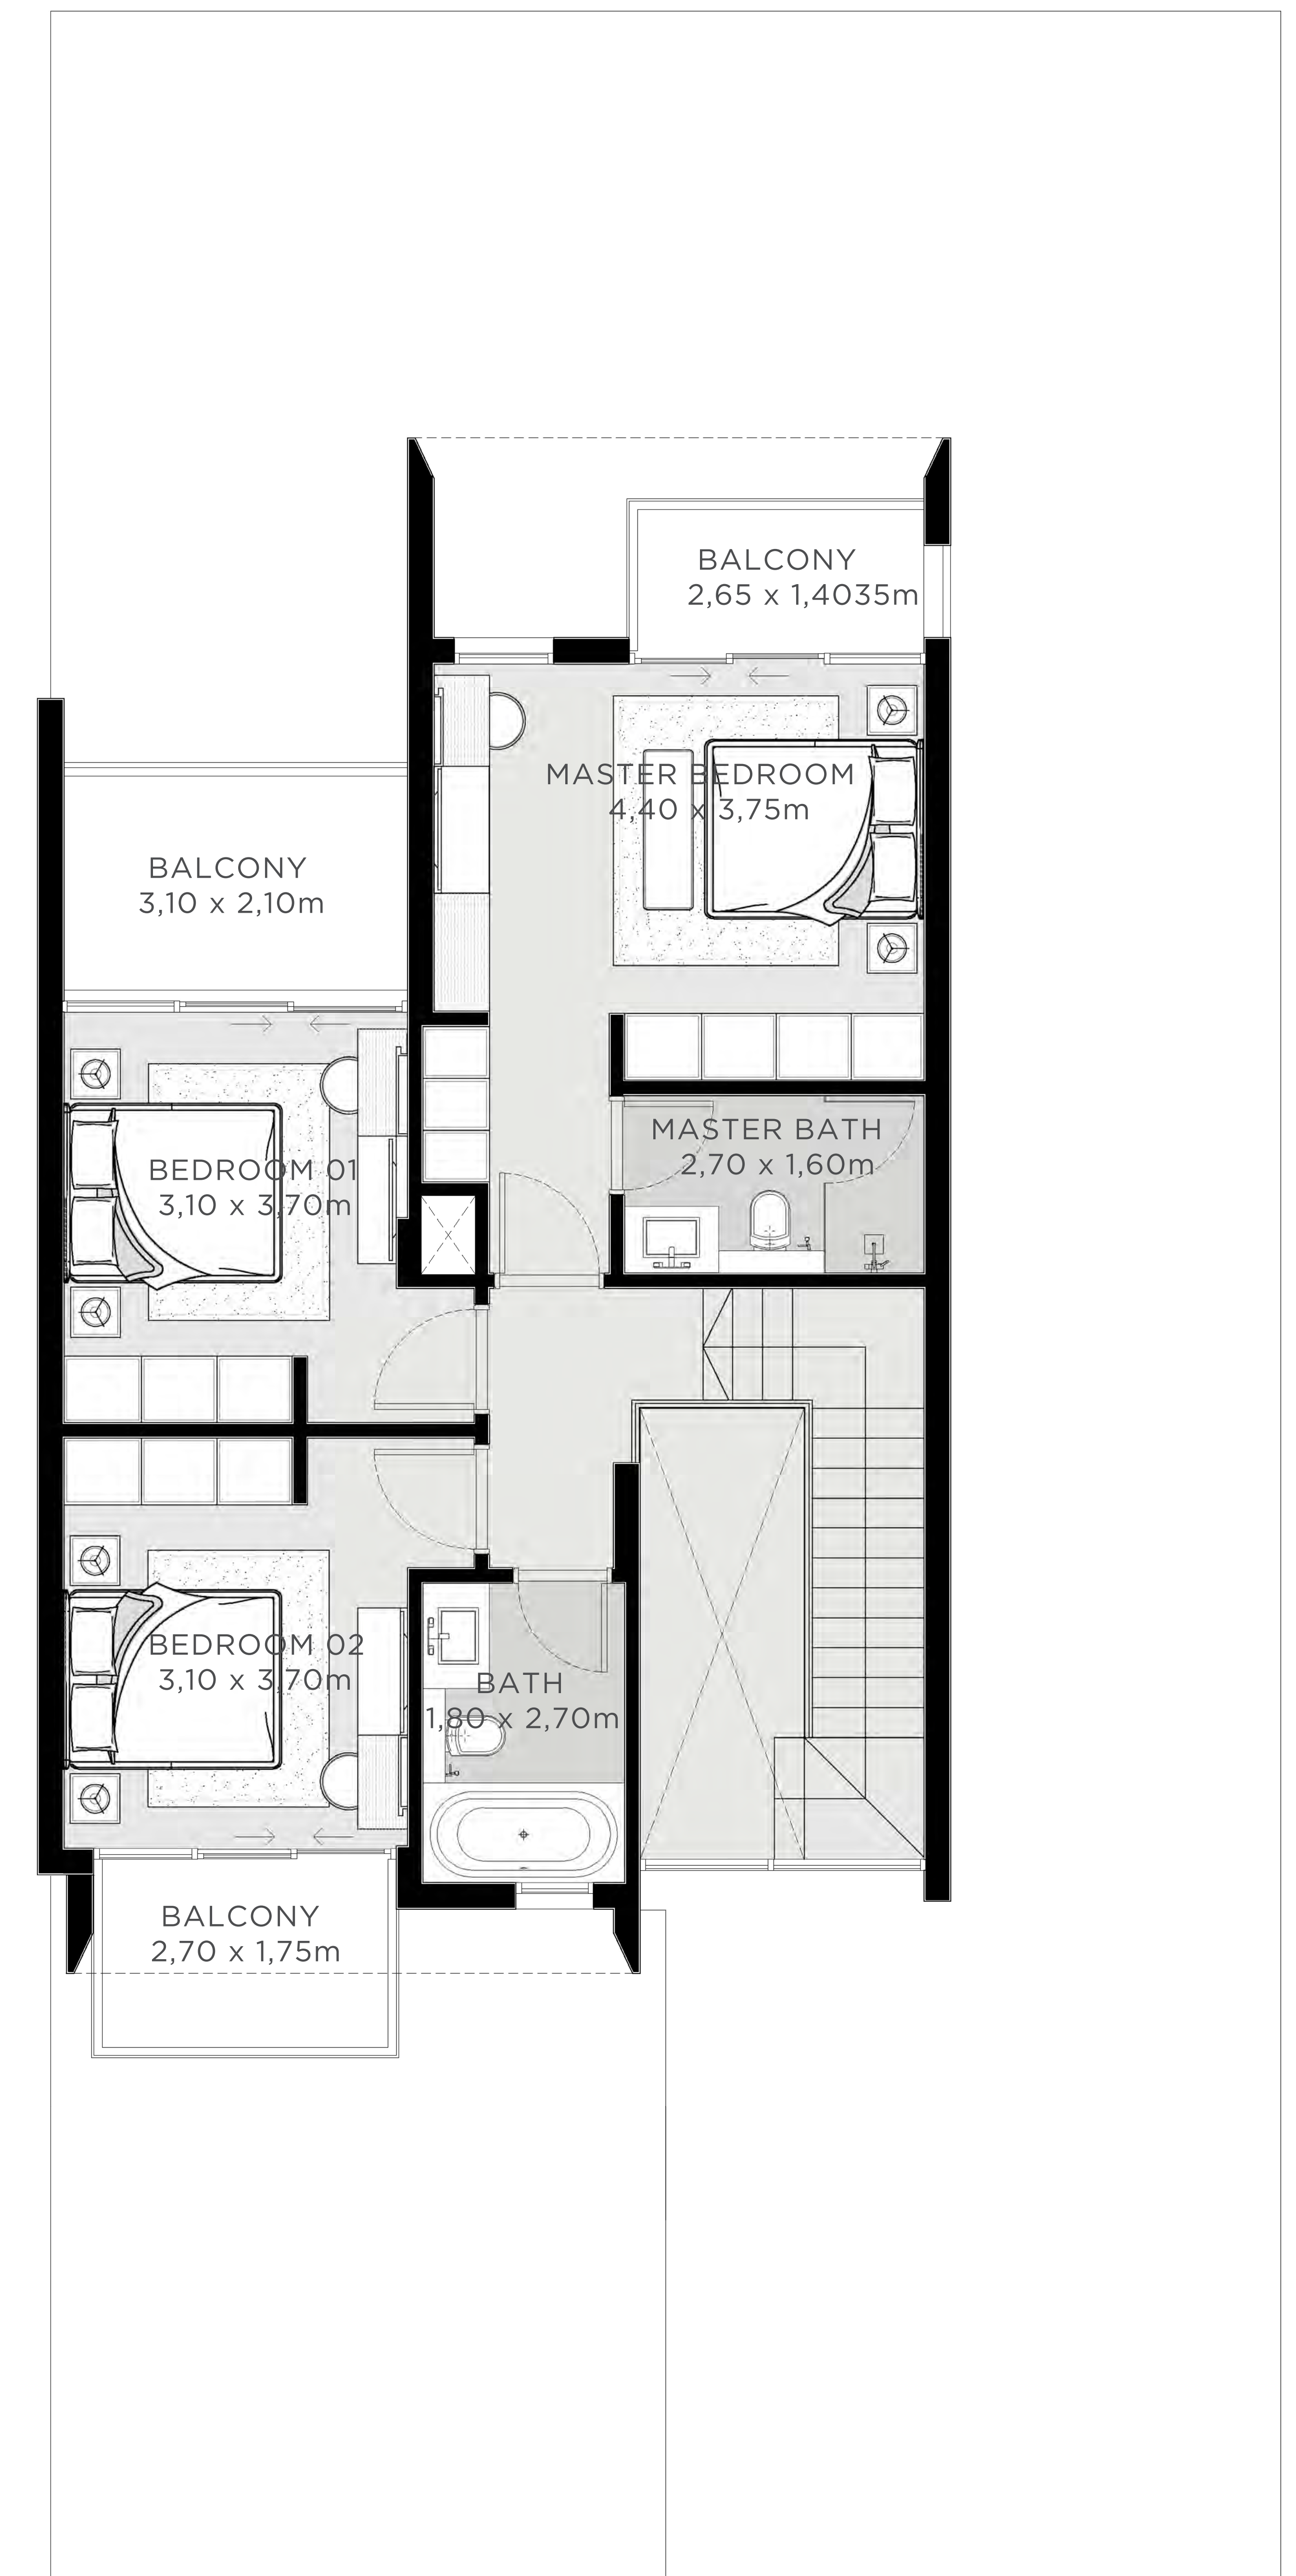 BALCONY
2,65 x 1,4035m
MASTER BEDROOM
4,40 x 3,75m
BALCONY
3,10 x 2,10m
MASTER BATH
2,70 x 1,60m
BEDROOM 01
3,10 x 3,70m
BEDROOM 02
3,10 x 3,70m
BATH
1,80 x 2,70m
BALCONY
2,70 x 1,75m